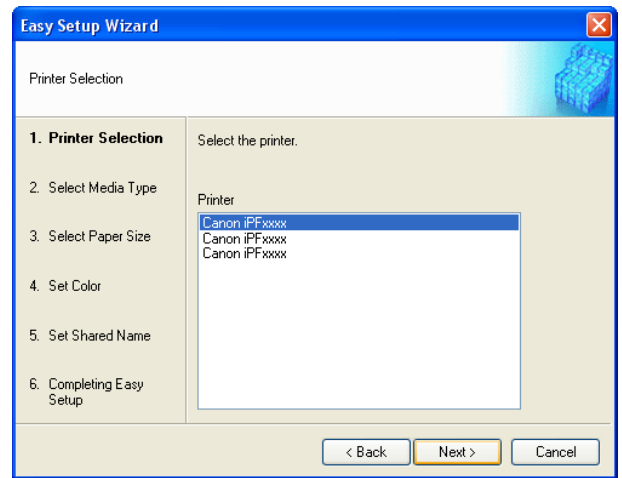 Easy Setup Wizard
Printer Selection
1. Printer Selection
2. Select Media Type
3. Select Paper Size
4. Set Color
5. Set Shared Name
6. Completing Easy
Setup
Select the printer.
Printer
Canon iPFxxxx
Canon iPFxxxx
Canon iPFxxxx
< Back
Next >
Cancel